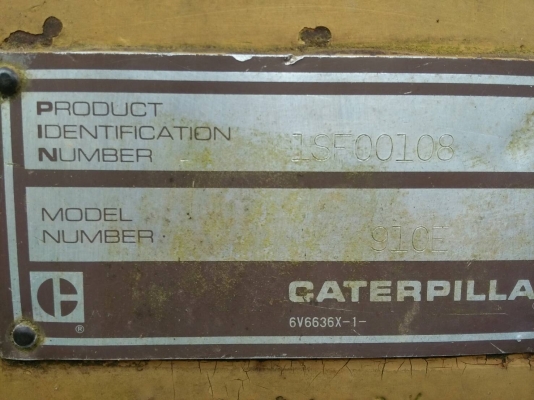 PRODUCT
IDENTIFICATION
NUMBER 1SF00108
MODEL
NUMBER 910E
CATERPILLA
6V6636X-1-
®